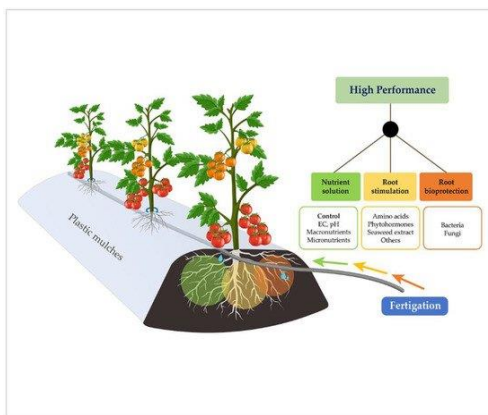 High Performance
Nutrient
solution
Root
stimulation
Root
bioprotection
Control
EC, pH
Macronutrients
Micronutrients
Amino acids
Phytohormones
Seaweed extract
Others
Bacteria
Fungi
Plastic mulches
Fertigation